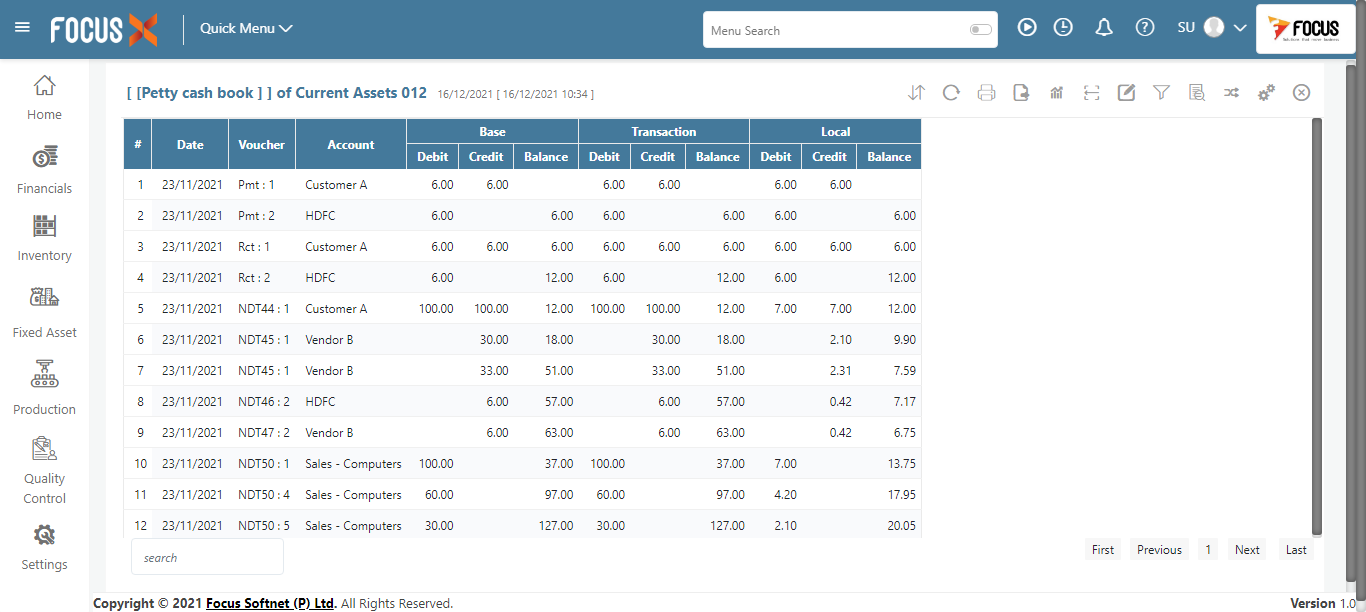 FOCUS X
Quick Menu
Menu Search
SU
FOCUS
Home
Financials
Inventory
Fixed Asset
Production
Quality
Control
Settings
[ [Petty cash book ] ] of Current Assets 012 16/12/2021 [ 16/12/2021 10:34 ]
# Date Voucher Account Base Transaction Local
Debit Credit Balance Debit Credit Balance Debit Credit Balance
1 23/11/2021 Pmt : 1 Customer A 6.00 6.00 6.00 6.00 6.00 6.00
2 23/11/2021 Pmt : 2 HDFC 6.00 6.00 6.00 6.00 6.00 6.00
3 23/11/2021 Rct : 1 Customer A 6.00 6.00 6.00 6.00 6.00 6.00 6.00 6.00 6.00
4 23/11/2021 Rct : 2 HDFC 6.00 12.00 6.00 12.00 6.00 12.00
5 23/11/2021 NDT44 : 1 Customer A 100.00 100.00 12.00 100.00 100.00 12.00 7.00 7.00 12.00
6 23/11/2021 NDT45 : 1 Vendor B 30.00 18.00 30.00 18.00 2.10 9.90
7 23/11/2021 NDT45 : 1 Vendor B 33.00 51.00 33.00 51.00 2.31 7.59
8 23/11/2021 NDT46 : 2 HDFC 6.00 57.00 6.00 57.00 0.42 7.17
9 23/11/2021 NDT47 : 2 Vendor B 6.00 63.00 6.00 63.00 0.42 6.75
10 23/11/2021 NDT50 : 1 Sales - Computers 100.00 37.00 100.00 37.00 7.00 13.75
11 23/11/2021 NDT50 : 4 Sales - Computers 60.00 97.00 60.00 97.00 4.20 17.95
12 23/11/2021 NDT50 : 5 Sales - Computers 30.00 127.00 30.00 127.00 2.10 20.05
search
First Previous 1 Next Last
Copyright © 2021 Focus Softnet (P) Ltd. All Rights Reserved.
Version 1.0